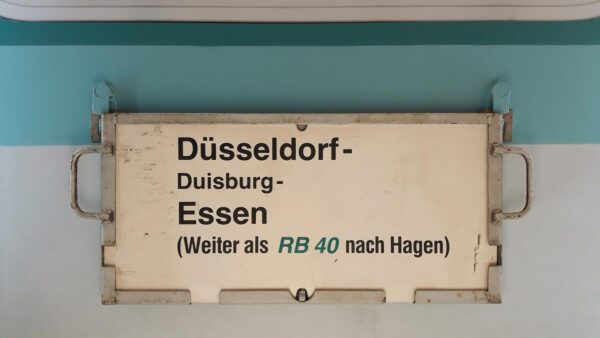 Düsseldorf-
Duisburg-
Essen
(Weiter als RB 40 nach Hagen)